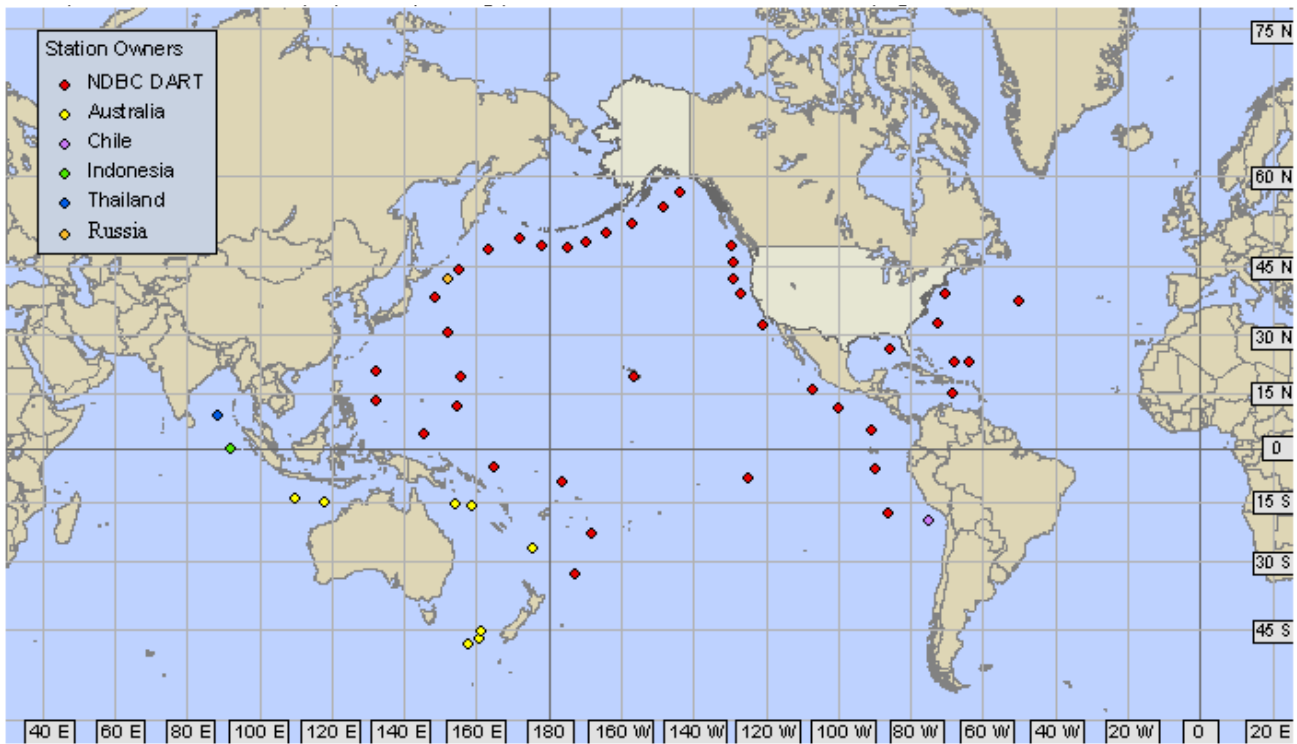 Station Owners
NDBC DART
Australia
Chile
Indonesia
Thailand
Russia
75 N
60 N
45 N
30 N
15 N
0
15 S
30 S
45 S
40 E 60 E 80 E 100 E 120 E 140 E 160 E 180 160 W 140 W 120 W 100 W 80 W 60 W 40 W 20 W 0 20 E